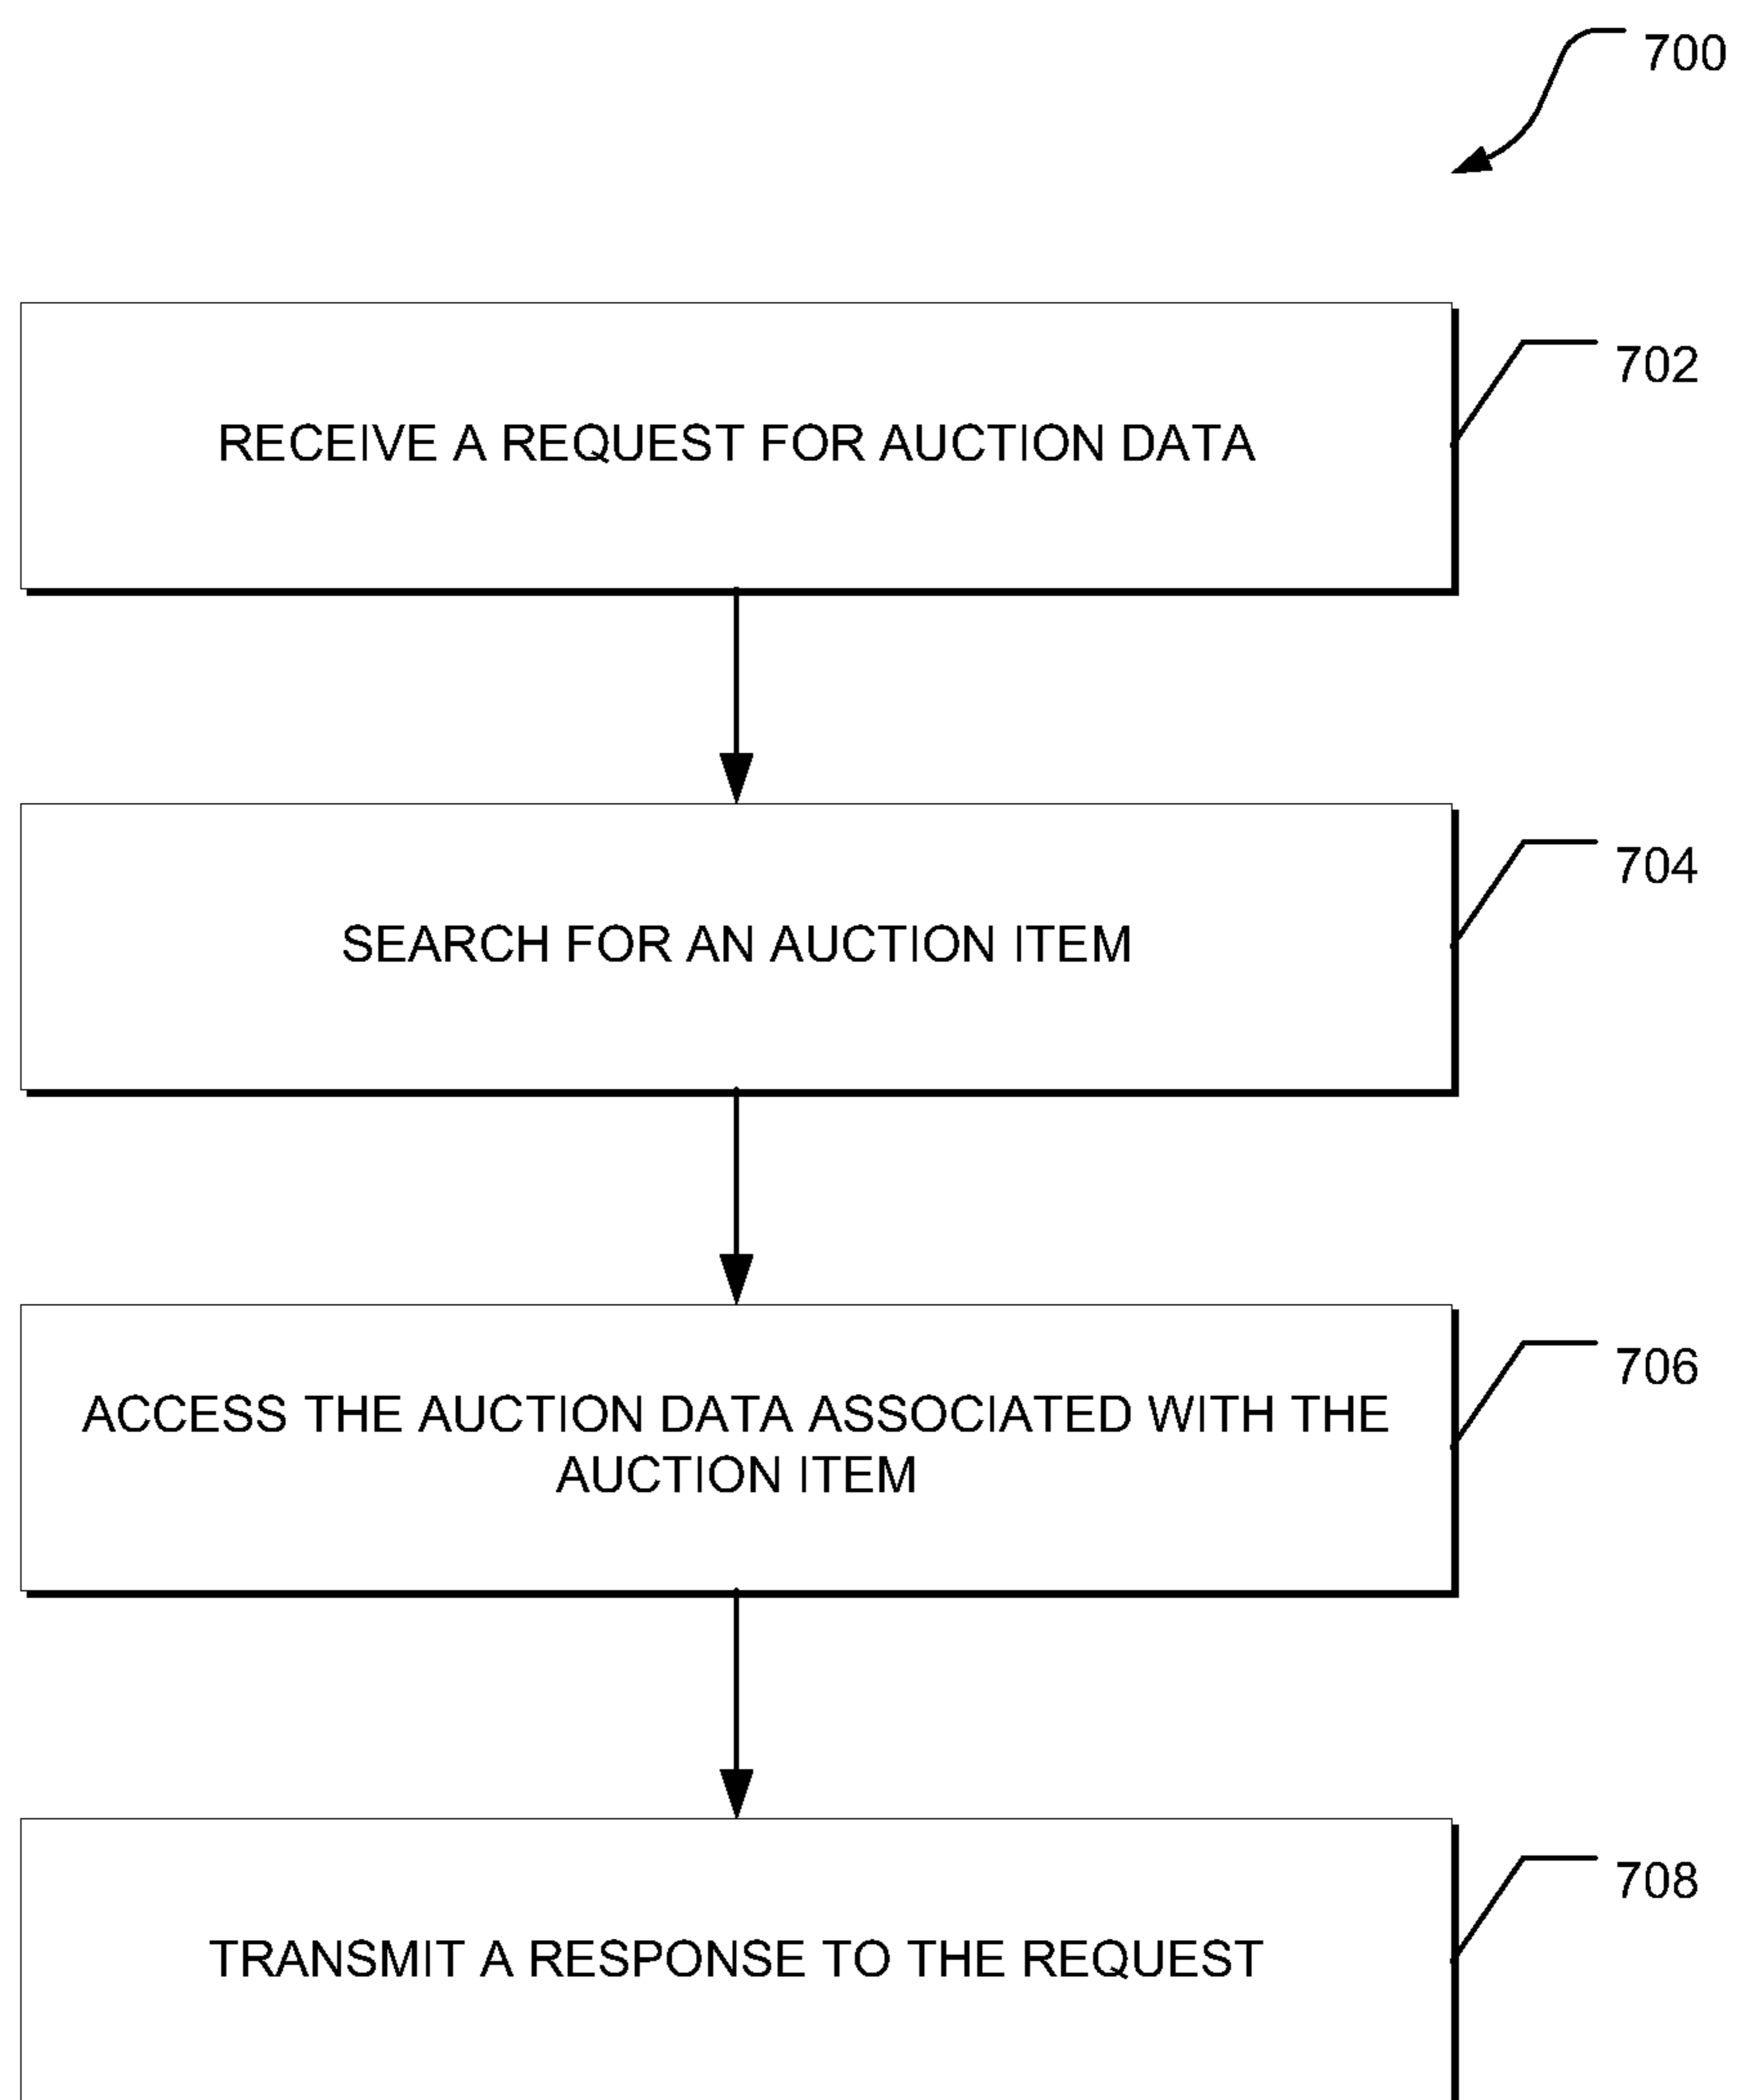 700
702
RECEIVE A REQUEST FOR AUCTION DATA
704
SEARCH FOR AN AUCTION ITEM
706
ACCESS THE AUCTION DATA ASSOCIATED WITH THE
AUCTION ITEM
708
TRANSMIT A RESPONSE TO THE REQUEST